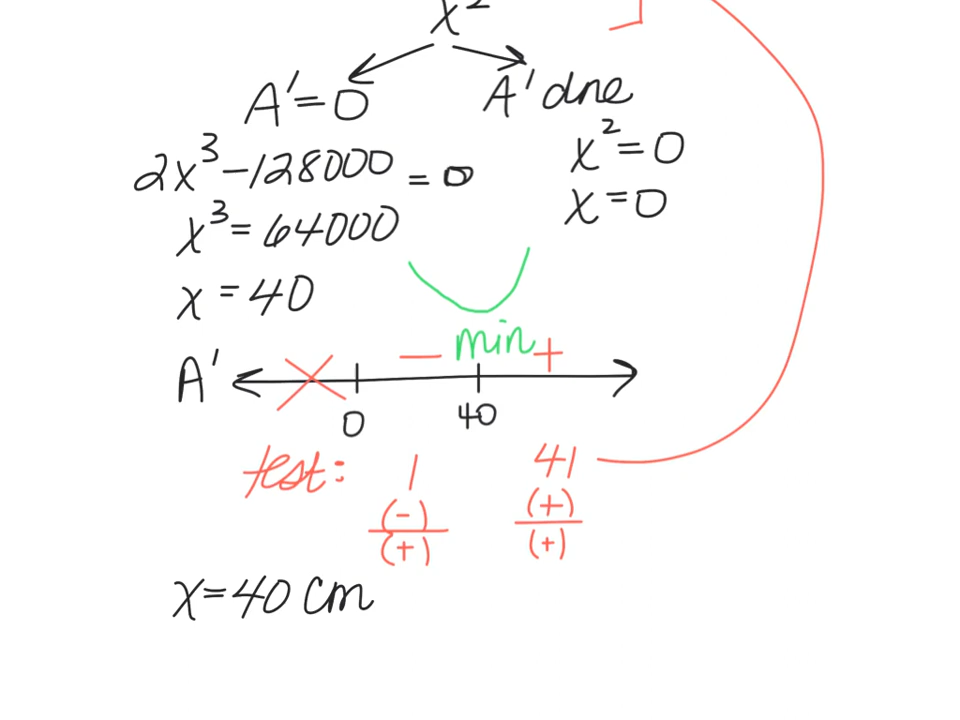 x²
A'=0 A' dne
2x³-128000 = 0 x²=0
x³=64000 x=0
x=40
min
A' - +
0 40
test: 1 41
(-) (+)
(+) (+)
x=40 cm